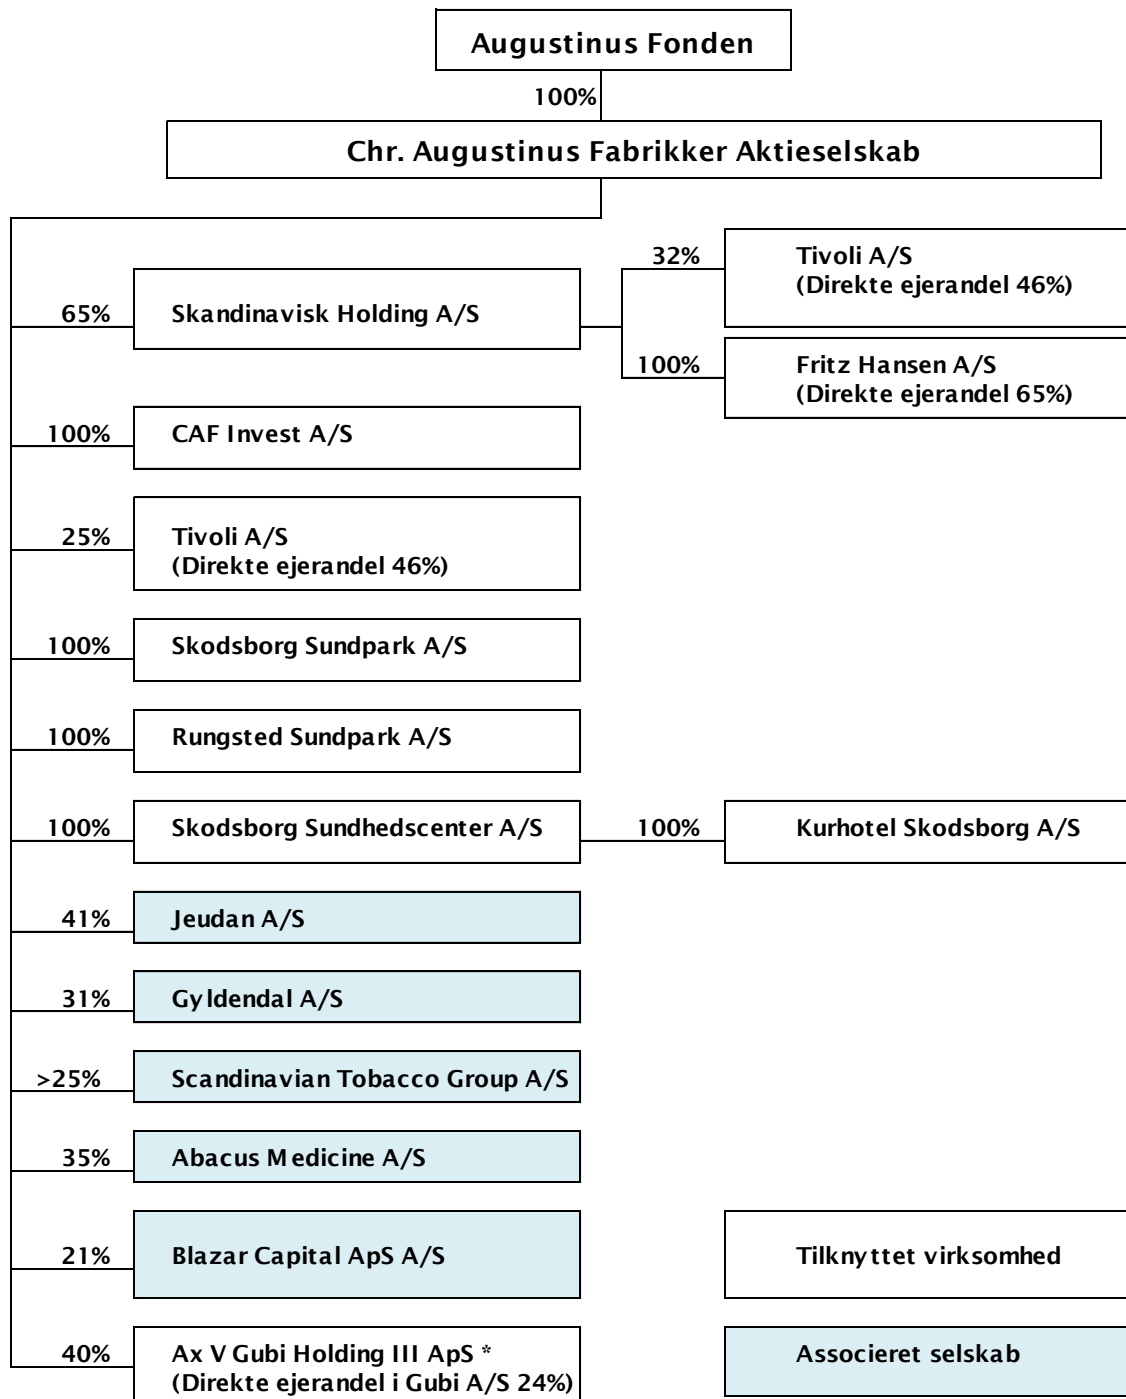 Augustinus Fonden
100%
Chr. Augustinus Fabrikker Aktieselskab
65%
Skandinavisk Holding A/S
32%
Tivoli A/S
(Direkte ejerandel 46%)
100%
Fritz Hansen A/S
(Direkte ejerandel 65%)
100%
CAF Invest A/S
25%
Tivoli A/S
(Direkte ejerandel 46%)
100%
Skodsborg Sundpark A/S
100%
Rungsted Sundpark A/S
100%
Skodsborg Sundhedscenter A/S
100%
Kurhotel Skodsborg A/S
41%
Jeudan A/S
31%
Gyldendal A/S
>25%
Scandinavian Tobacco Group A/S
35%
Abacus Medicine A/S
21%
Blazar Capital ApS A/S
Tilknyttet virksomhed
40%
Ax V Gubi Holding III ApS *
(Direkte ejerandel i Gubi A/S 24%)
Associeret selskab